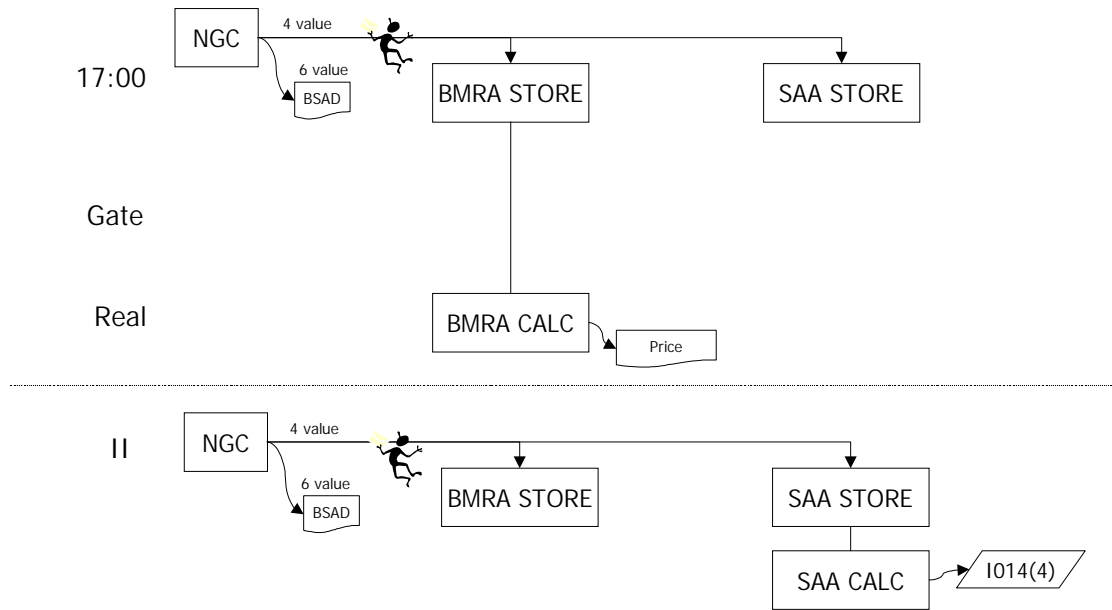 4 value
NGC
17:00
6 value
BSAD
BMRA STORE
SAA STORE
Gate
Real
BMRA CALC
Price
II
NGC
4 value
6 value
BSAD
BMRA STORE
SAA STORE
SAA CALC
I014(4)